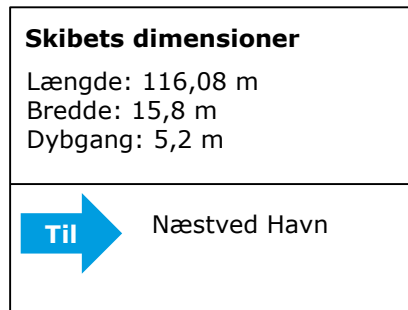 Skibets dimensioner
Længde: 116,08 m
Bredde: 15,8 m
Dybgang: 5,2 m
Til
Næstved Havn